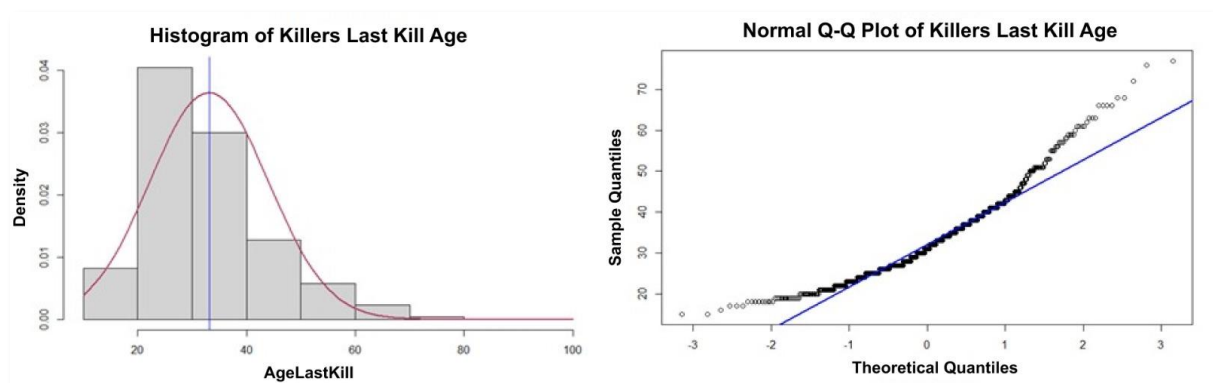 Histogram of Killers Last Kill Age
Density
0.00
0.01
0.02
0.03
0.04
20 40 60 80 100
AgeLastKill
Normal Q-Q Plot of Killers Last Kill Age
Sample Quantiles
20
30
40
50
60
70
-3 -2 -1 0 1 2 3
Theoretical Quantiles